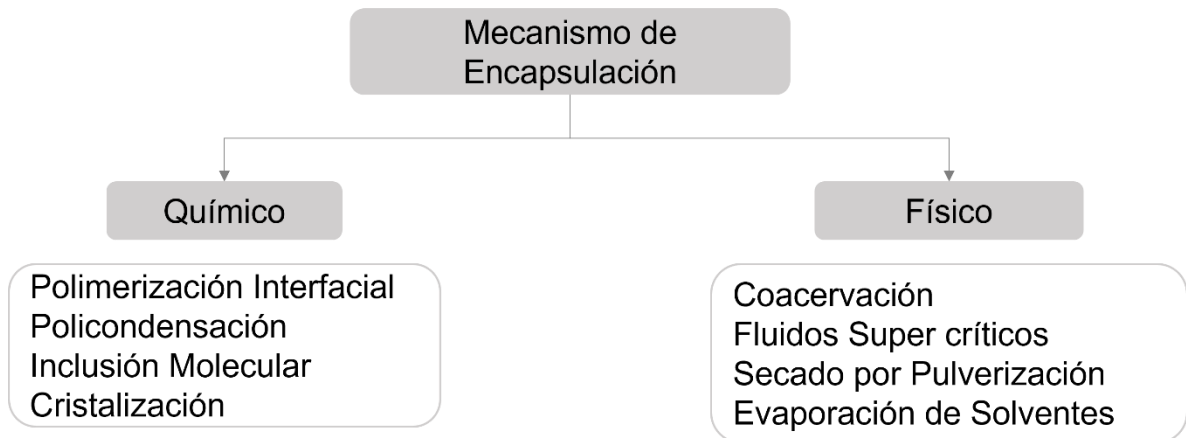 Mecanismo de
Encapsulación
Químico
Físico
Polimerización Interfacial
Policondensación
Inclusión Molecular
Cristalización
Coacervación
Fluidos Super críticos
Secado por Pulverización
Evaporación de Solventes